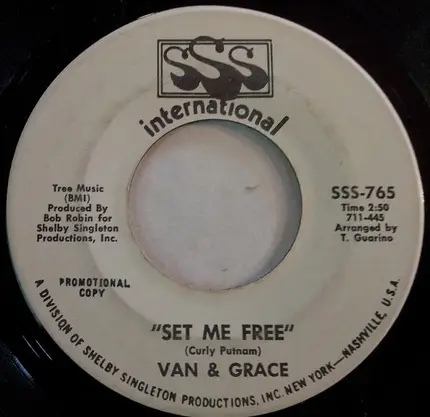 SSS
international
Tree Music
(BMI)
Produced By
Bob Robin for
Shelby Singleton
Productions, Inc.
SSS-765
Time 2:50
711-445
Arranged by
T. Guarino
PROMOTIONAL
COPY
"SET ME FREE"
(Curly Putnam)
VAN & GRACE
A DIVISION OF SHELBY SINGLETON PRODUCTIONS, INC. NEW YORK—NASHVILLE, U.S.A.